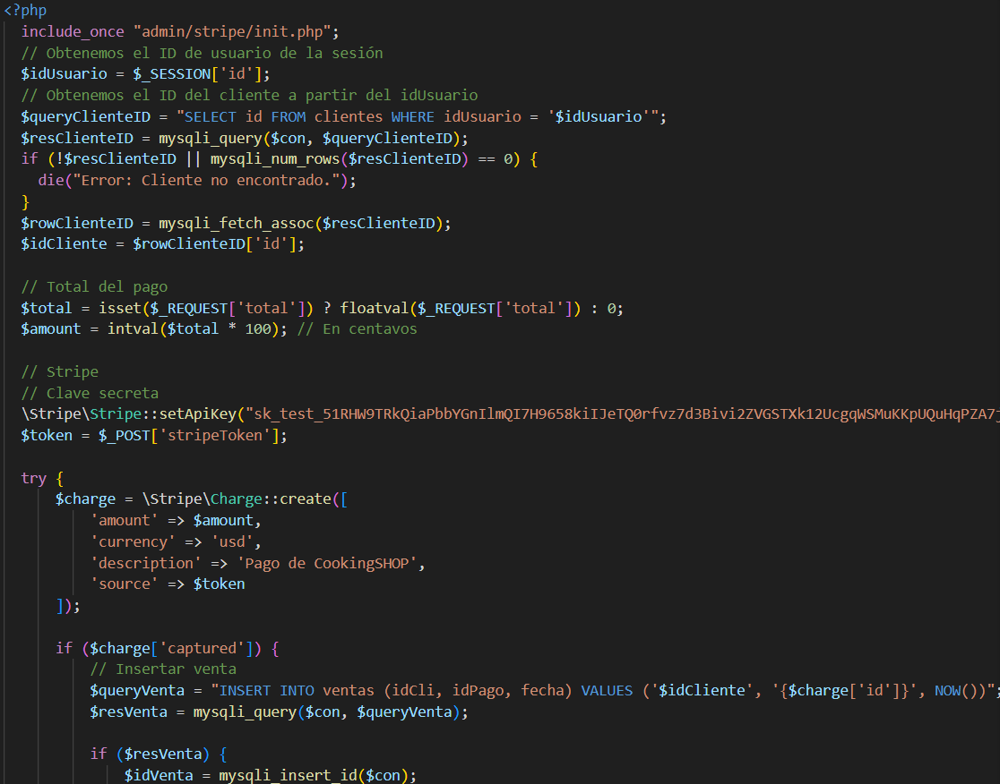 <?php
include_once "admin/stripe/init.php";
// Obtenemos el ID de usuario de la sesión
$idUsuario = $_SESSION['id'];
// Obtenemos el ID del cliente a partir del idUsuario
$queryClienteID = "SELECT id FROM clientes WHERE idUsuario = '$idUsuario'";
$resClienteID = mysqli_query($con, $queryClienteID);
if (!$resClienteID || mysqli_num_rows($resClienteID) == 0) {
die("Error: Cliente no encontrado.");
}
$rowClienteID = mysqli_fetch_assoc($resClienteID);
$idCliente = $rowClienteID['id'];
// Total del pago
$total = isset($_REQUEST['total']) ? floatval($_REQUEST['total']) : 0;
$amount = intval($total * 100); // En centavos
// Stripe
// Clave secreta
\Stripe\Stripe::setApiKey("sk_test_51RHW9TRkQiaPbbYGnIlmQI7H9658kiIJeTQ0rfvz7d3Bivi2ZVGSTXk12UcgqWSMuKKpUQuHqPZA7j
$token = $_POST['stripeToken'];
try {
$charge = \Stripe\Charge::create([
'amount' => $amount,
'currency' => 'usd',
'description' => 'Pago de CookingSHOP',
'source' => $token
]);
if ($charge['captured']) {
// Insertar venta
$queryVenta = "INSERT INTO ventas (idCli, idPago, fecha) VALUES ('$idCliente', '{$charge['id']}', NOW())";
$resVenta = mysqli_query($con, $queryVenta);
if ($resVenta) {
$idVenta = mysqli_insert_id($con);